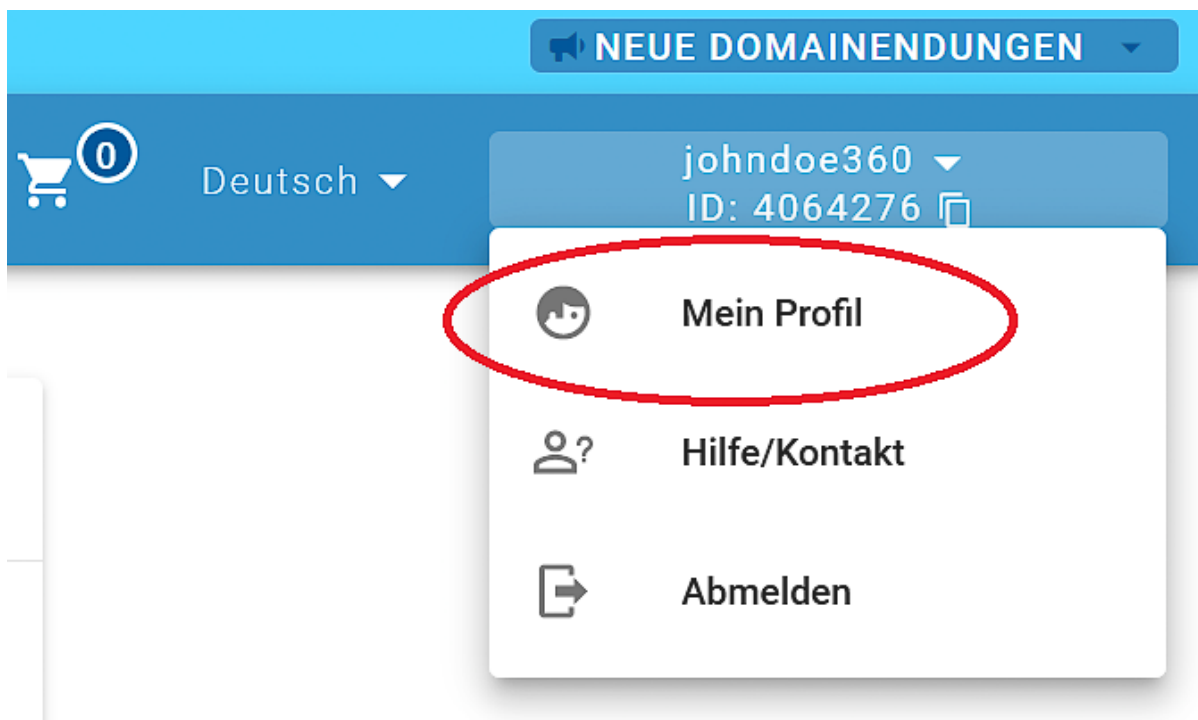 NEUE DOMAINENDUNGEN
0
Deutsch
johndoe360
ID: 4064276
Mein Profil
?
Hilfe/Kontakt
Abmelden